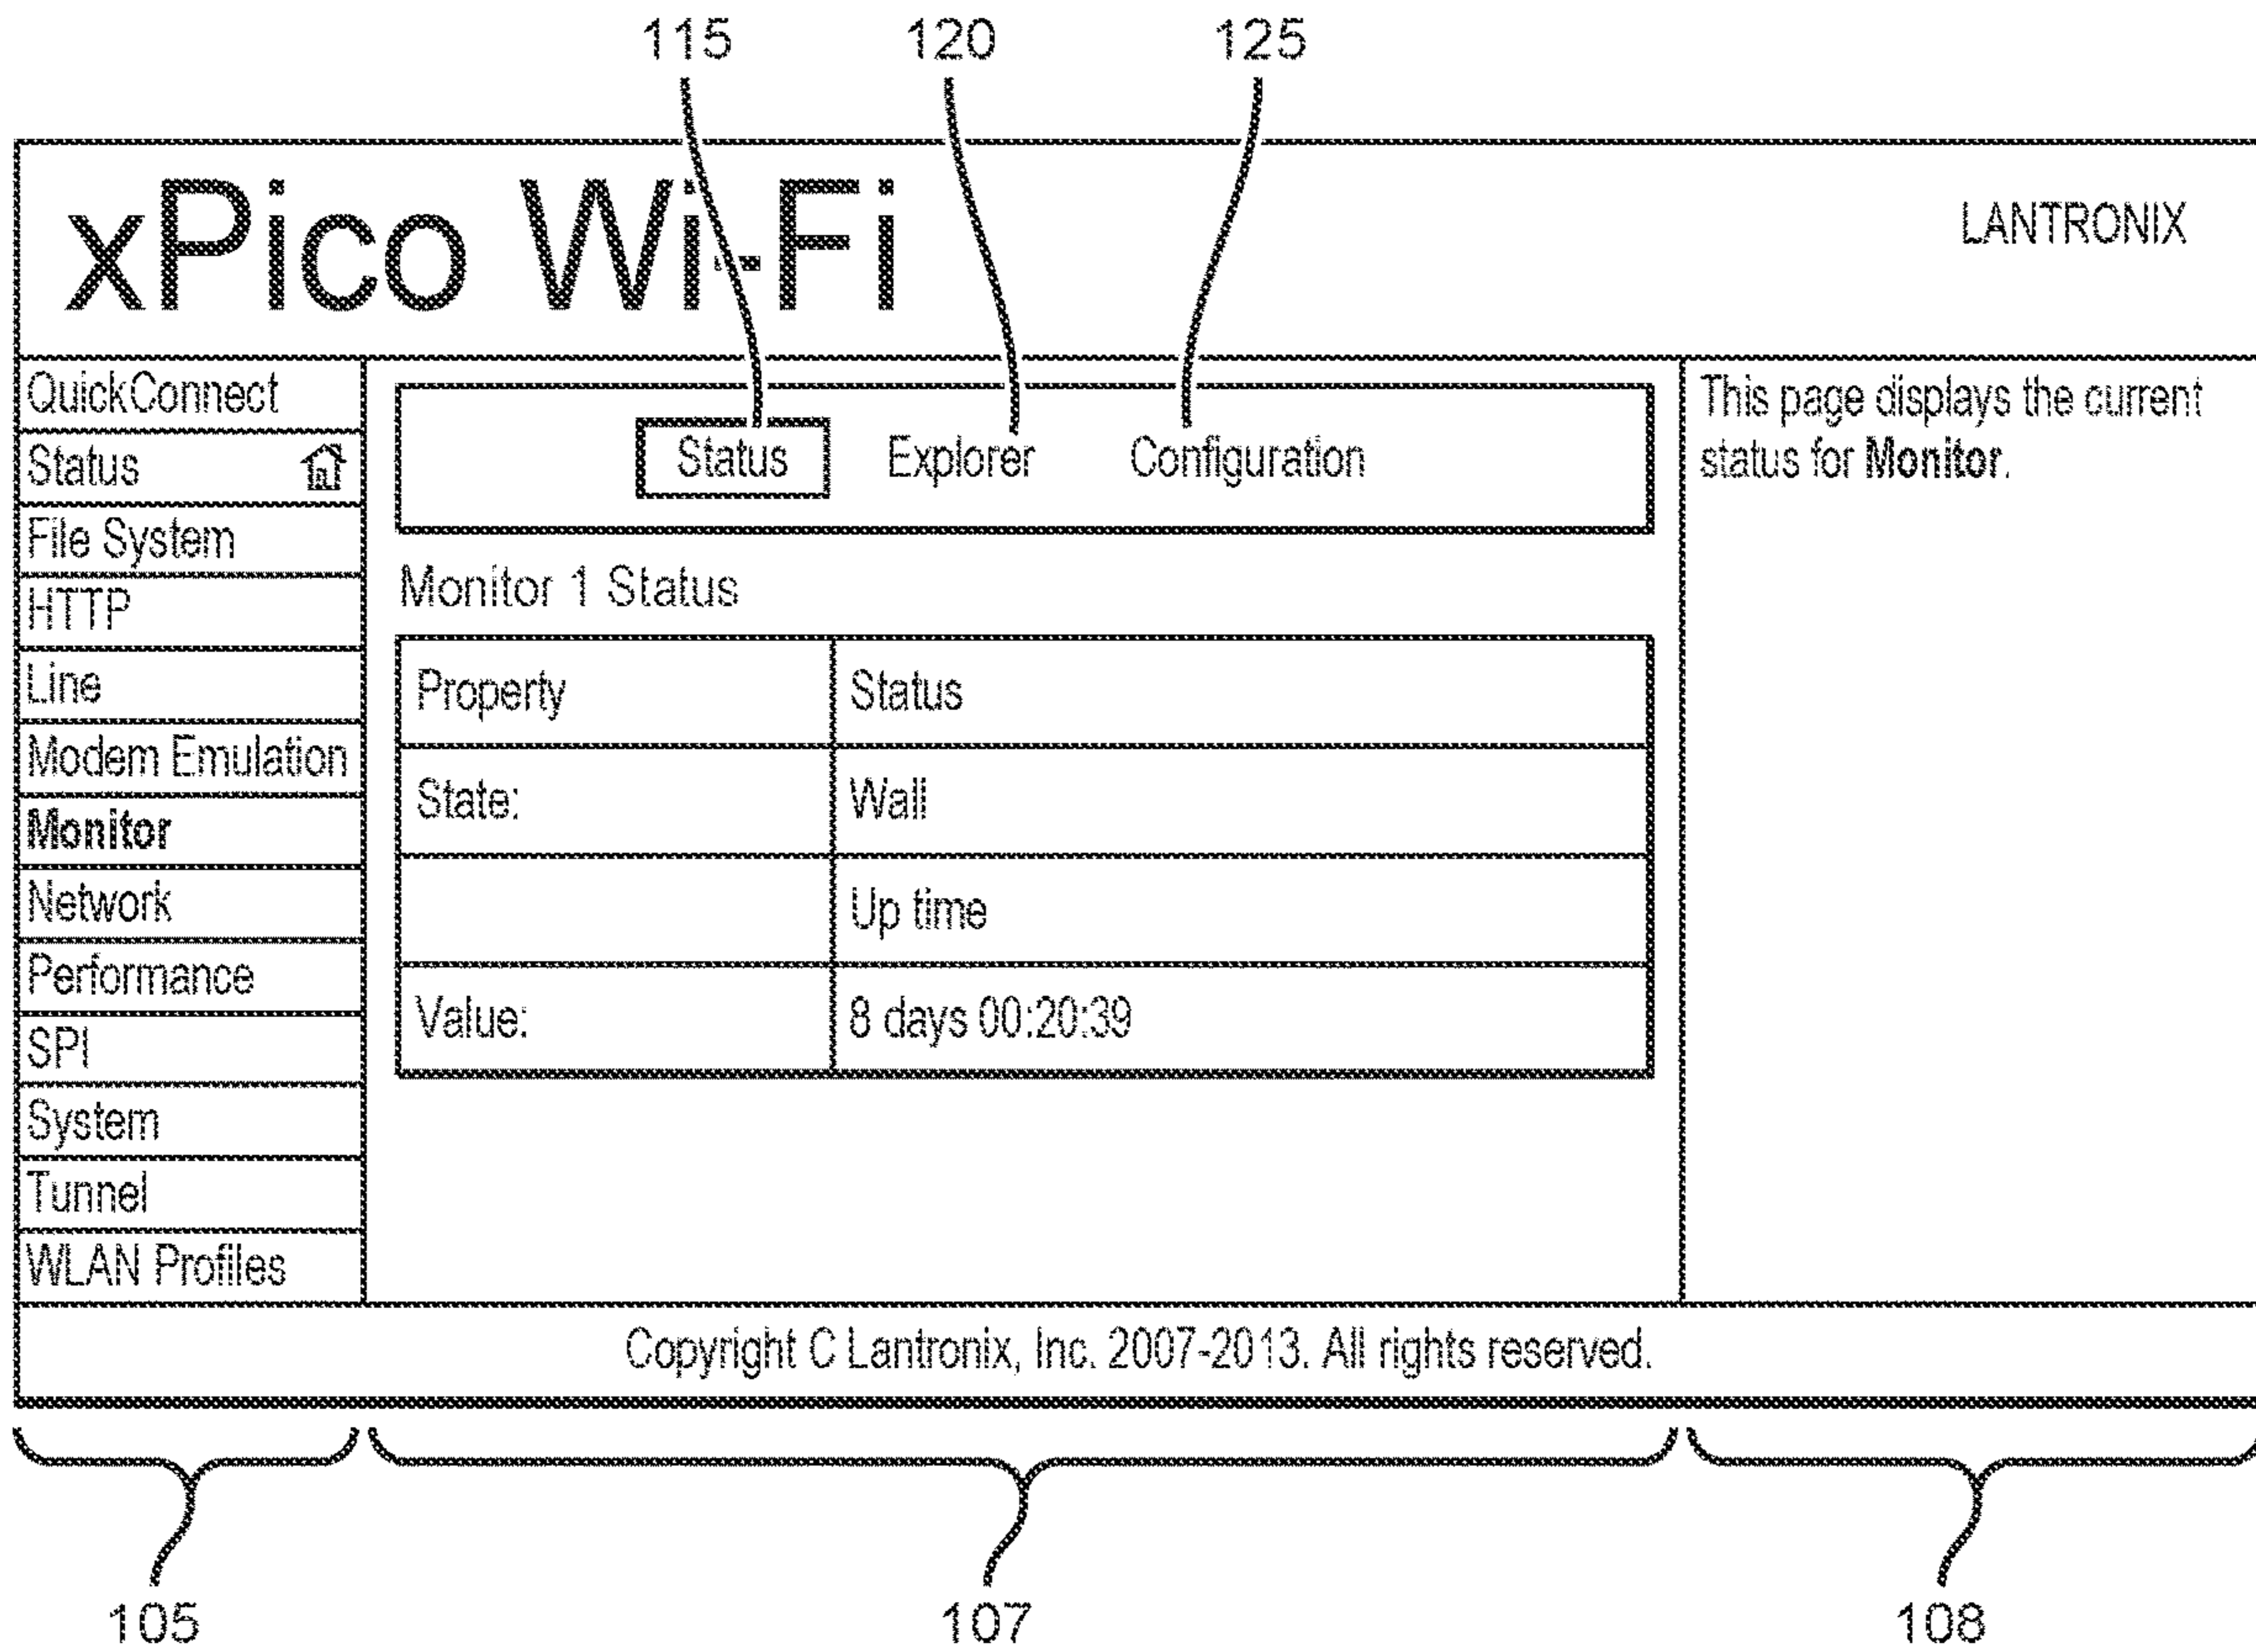 115 120 125
xPico Wi-Fi
LANTRONIX
QuickConnect
Status
File System
HTTP
Line
Modem Emulation
Monitor
Network
Performance
SPI
System
Tunnel
WLAN Profiles
Status Explorer Configuration
Monitor 1 Status
Property Status
State: Wall
Up time
Value: 8 days 00:20:39
This page displays the current
status for Monitor.
Copyright C Lantronix, Inc. 2007-2013. All rights reserved.
105 107 108